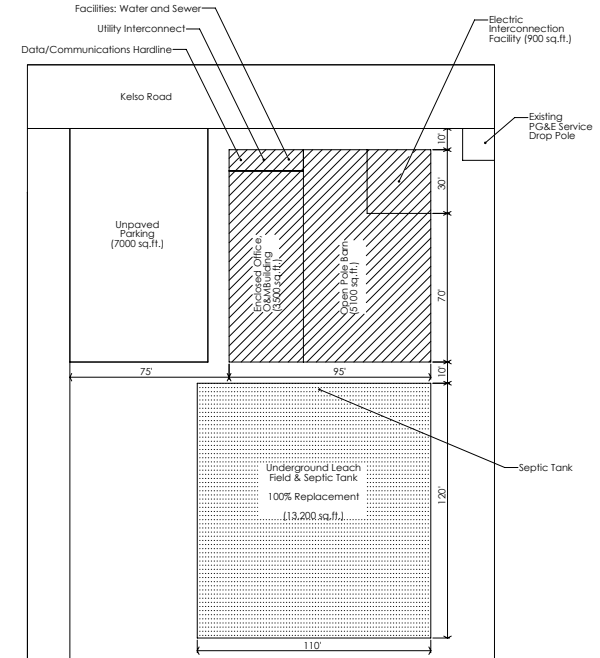 Facilities: Water and Sewer
Utility Interconnect
Data/Communications Hardline
Electric
Interconnection
Facility (900 sq.ft.)
Kelso Road
Existing
PG&E Service
Drop Pole
10'
30'
Unpaved
Parking
(7000 sq.ft.)
Enclosed Office,
O&MBuilding
(3500 sq.ft.)
Open Pole Barn
(5100 sq.ft.)
70'
75'
95'
10'
Underground Leach
Field & Septic Tank
100% Replacement
(13,200 sq.ft.)
Septic Tank
120'
110'